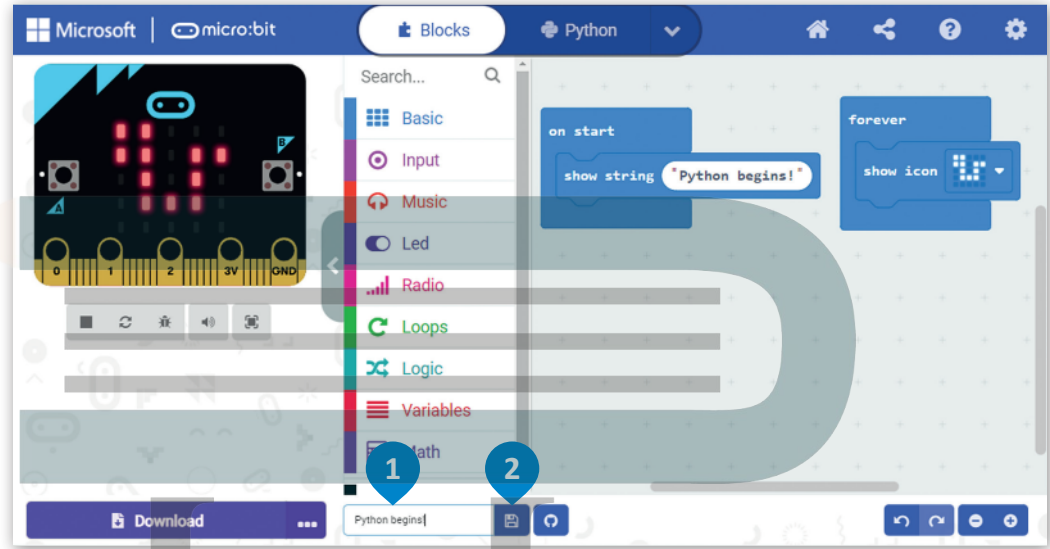 Microsoft | micro:bit
Blocks
Python
Search...
Basic
Input
Music
Led
Radio
Loops
Logic
Variables
Math
A
B
0 1 2 3V GND
on start
show string "Python begins!"
forever
show icon
1
2
Download
Python begins!